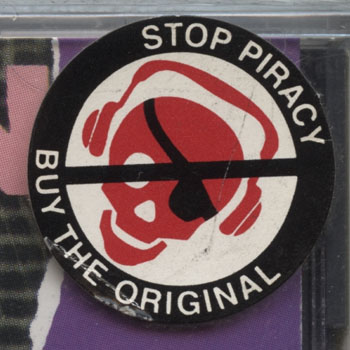 STOP PIRACY
BUY THE ORIGINAL